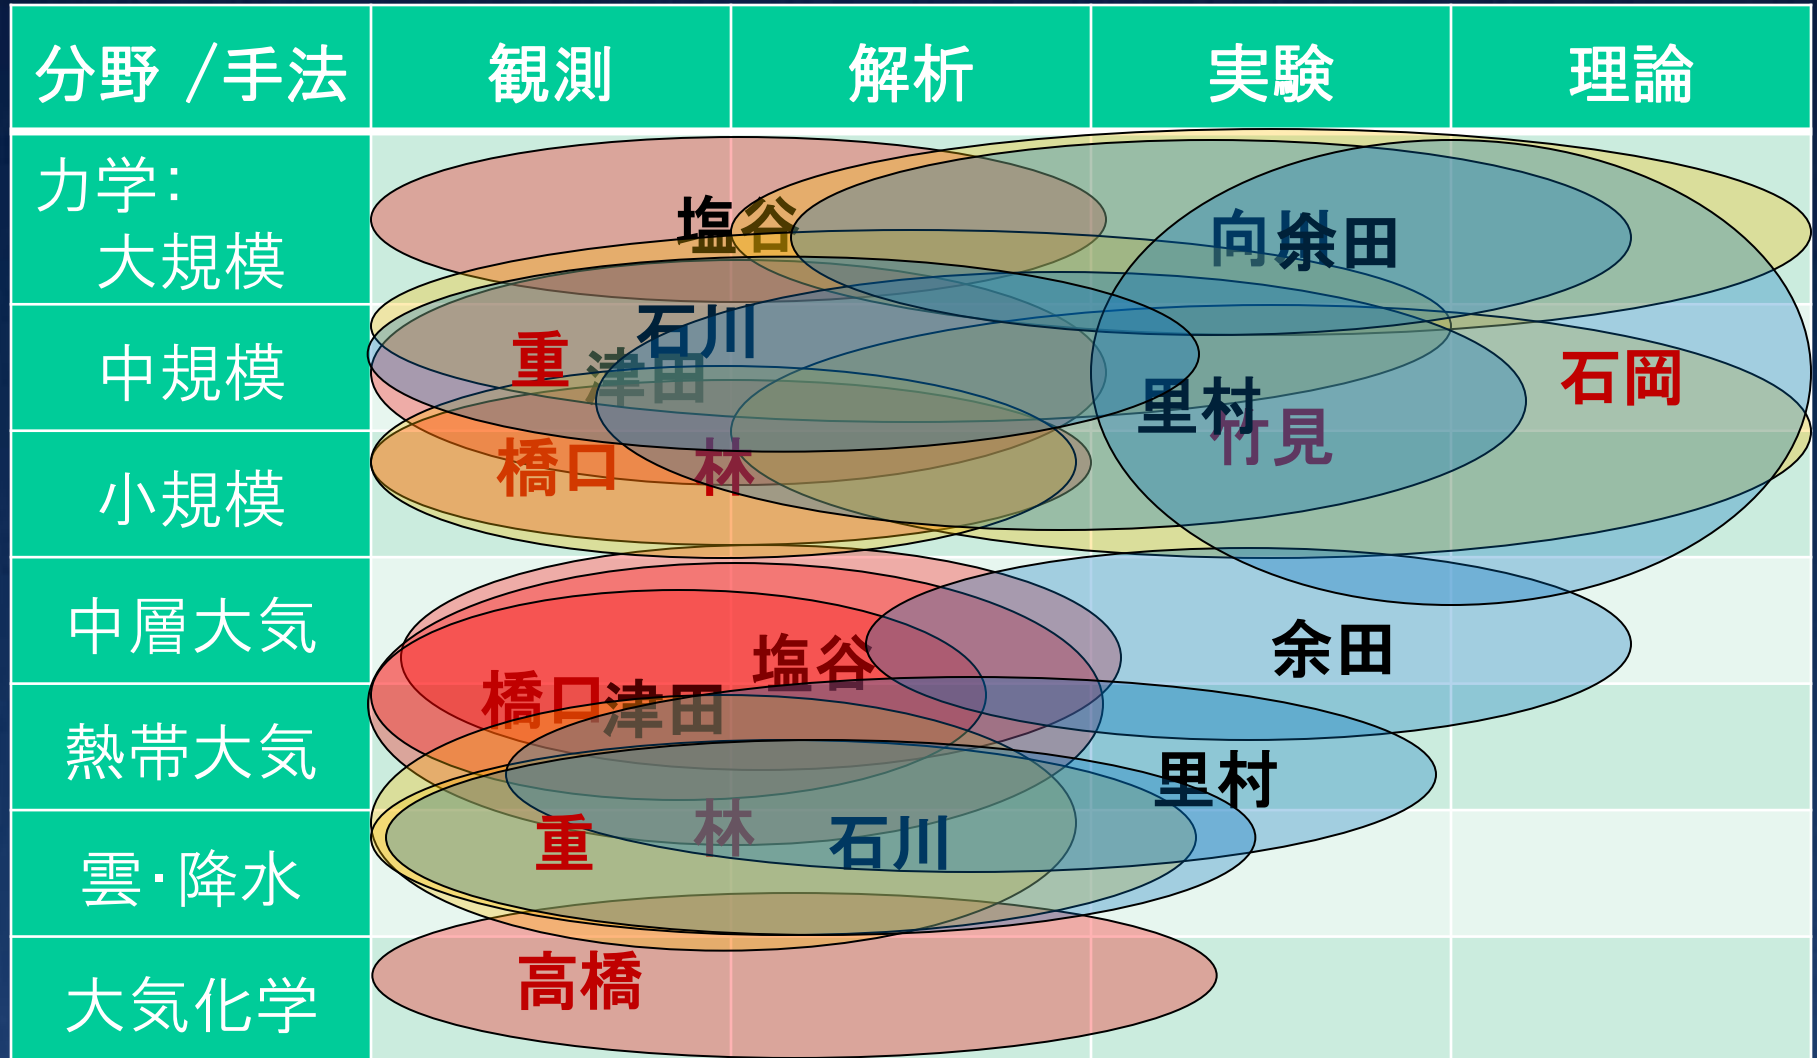 分野 /手法
観測
解析
実験
理論
力学:
大規模
塩谷
向川
余田
中規模
重
石川
津田
里村
竹見
石岡
小規模
橋口
林
中層大気
塩谷
余田
熱帯大気
橋口
津田
里村
雲・降水
重
林
石川
大気化学
高橋